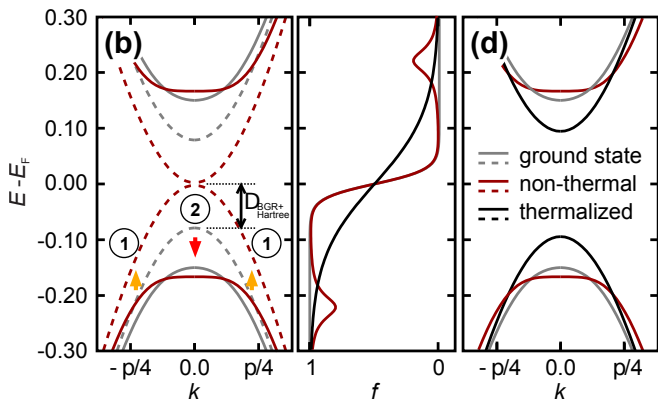 (b)
(d)
0.30
0.20
0.10
0.00
-0.10
-0.20
-0.30
E -E_F
D_BGR+
Hartree
2
1
1
ground state
non-thermal
thermalized
- p/4 0.0 p/4
k
1 0
f
- p/4 0.0 p/4
k